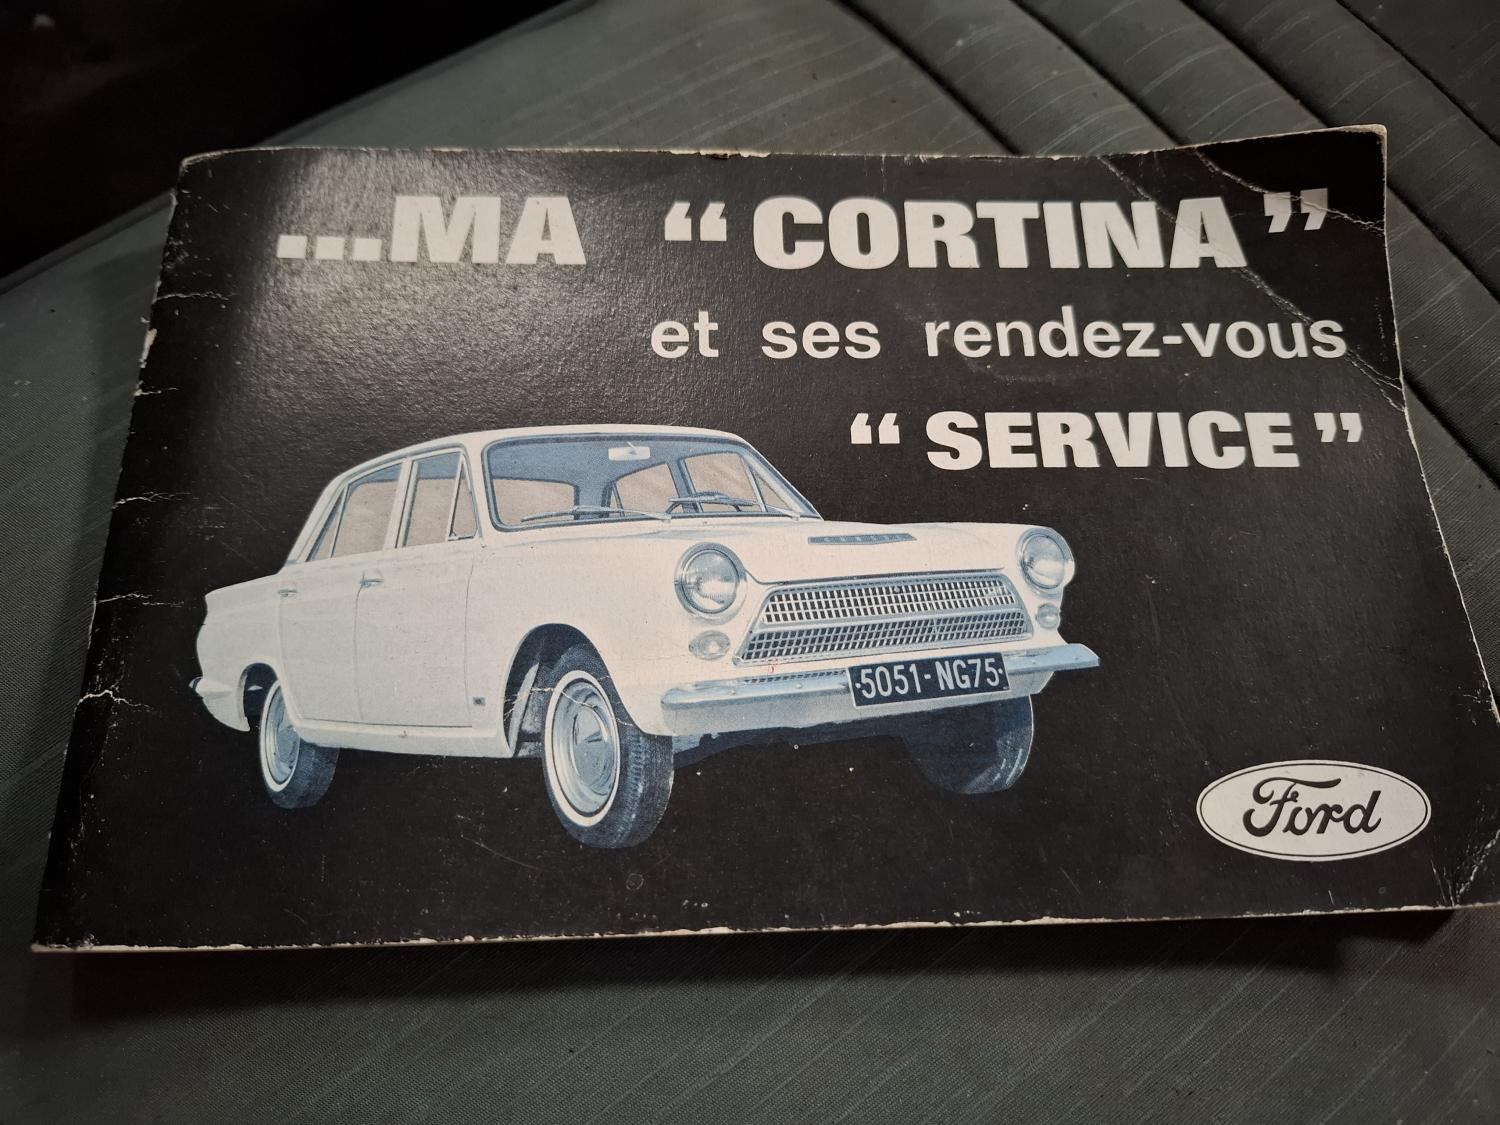 ...MA “ CORTINA ”
et ses rendez-vous
“ SERVICE ”
5051-NG75
Ford